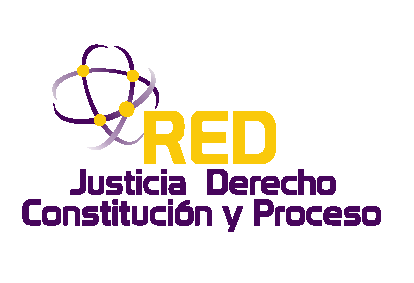 RED
Justicia Derecho
Constitución y Proceso